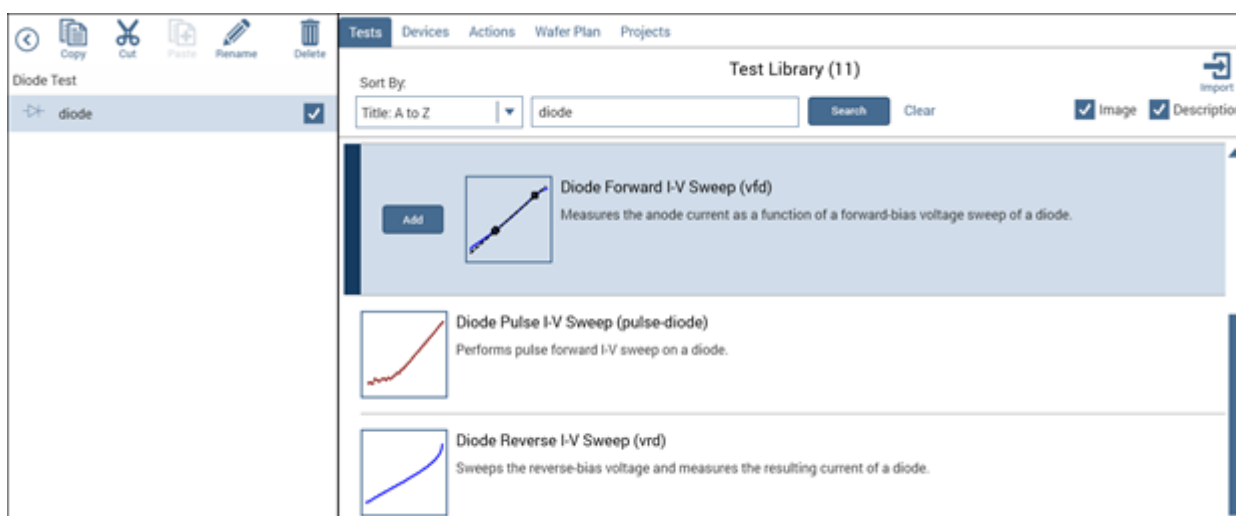 Copy Cut Paste Rename Delete
Diode Test
diode
Tests Devices Actions Wafer Plan Projects
Test Library (11)
Import
Sort By:
Title: A to Z diode Search Clear Image Description
Add
Diode Forward I-V Sweep (vfd)
Measures the anode current as a function of a forward-bias voltage sweep of a diode.
Diode Pulse I-V Sweep (pulse-diode)
Performs pulse forward I-V sweep on a diode.
Diode Reverse I-V Sweep (vrd)
Sweeps the reverse-bias voltage and measures the resulting current of a diode.